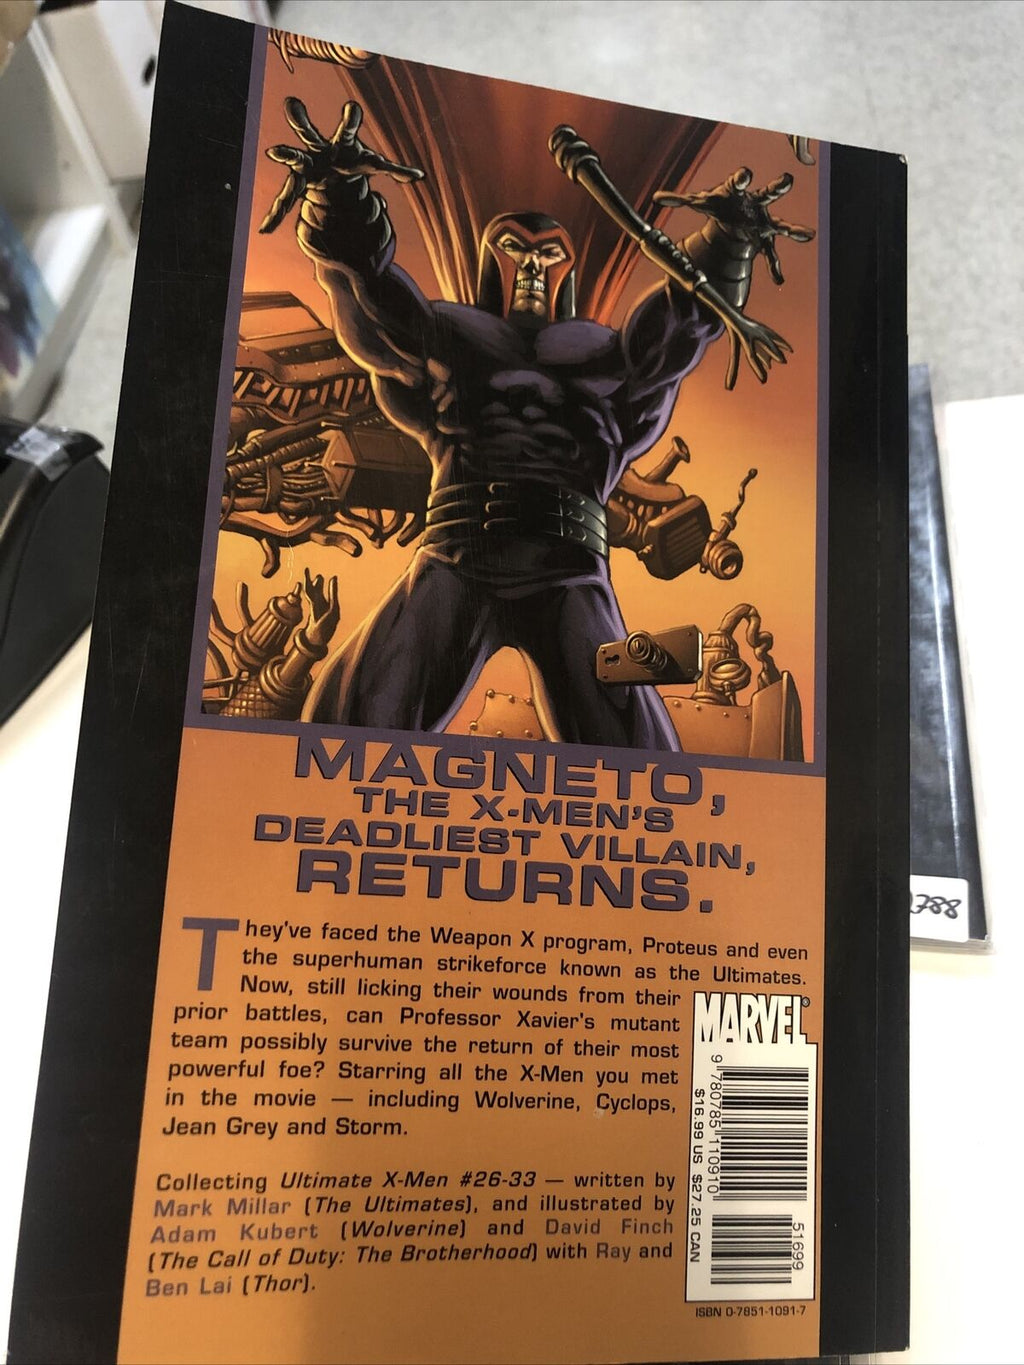 MAGNETO,
THE X-MEN'S
DEADLIEST VILLAIN,
RETURNS.
They've faced the Weapon X program, Proteus and even
the superhuman strikeforce known as the Ultimates.
Now, still licking their wounds from their
prior battles, can Professor Xavier's mutant
team possibly survive the return of their most
powerful foe? Starring all the X-Men you met
in the movie — including Wolverine, Cyclops,
Jean Grey and Storm.
Collecting Ultimate X-Men #26-33 — written by
Mark Millar (The Ultimates), and illustrated by
Adam Kubert (Wolverine) and David Finch
(The Call of Duty: The Brotherhood) with Ray and
Ben Lai (Thor).
MARVEL®
9 780785 110910
51699
$16.99 US $27.25 CAN
ISBN 0-7851-1091-7
788